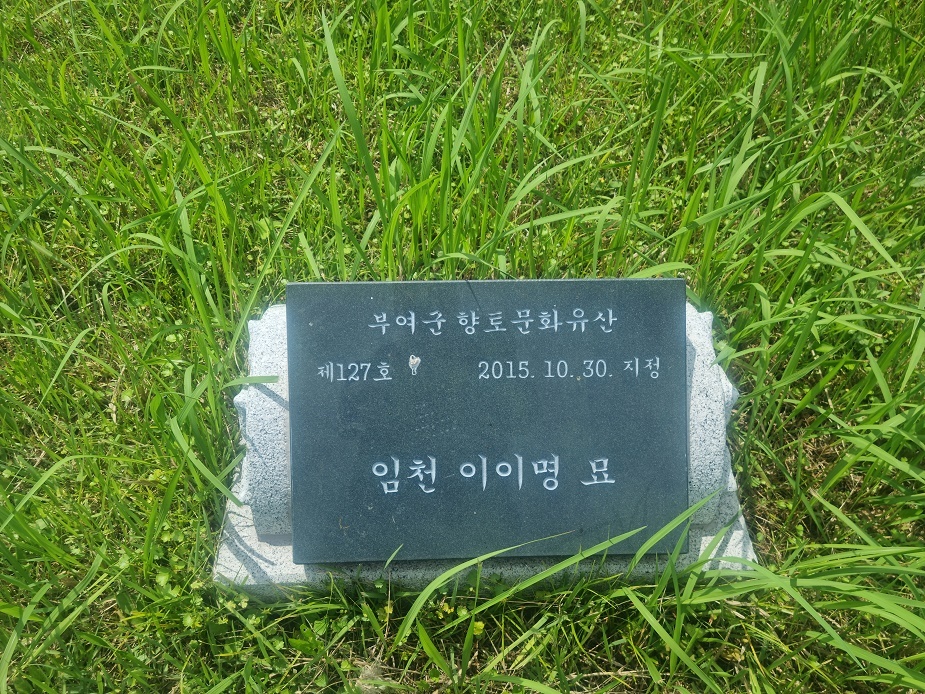 부여군 향토문화유산
제127호 2015. 10. 30. 지정
임천 이이명 묘